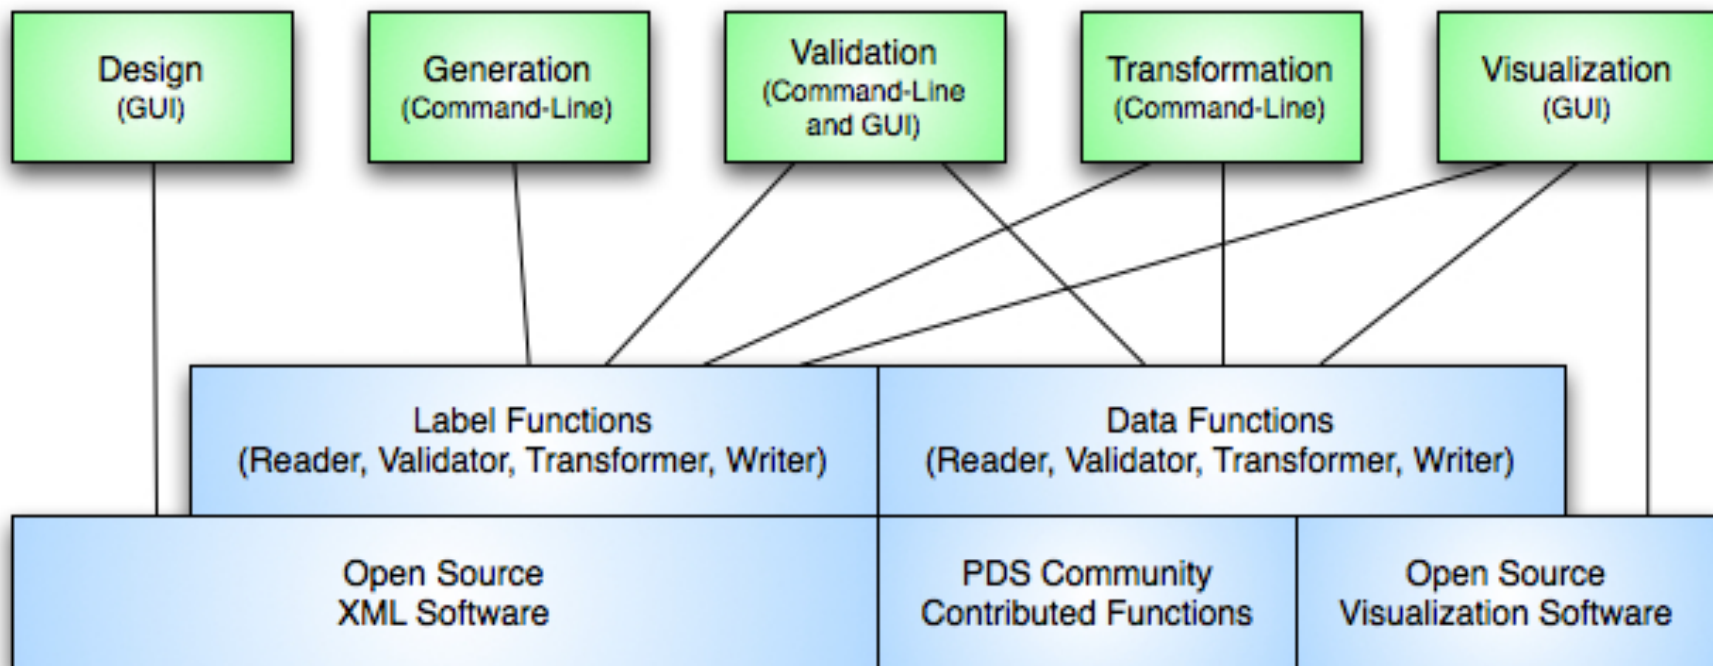 Design
(GUI)
Generation
(Command-Line)
Validation
(Command-Line
and GUI)
Transformation
(Command-Line)
Visualization
(GUI)
Label Functions
(Reader, Validator, Transformer, Writer)
Data Functions
(Reader, Validator, Transformer, Writer)
Open Source
XML Software
PDS Community
Contributed Functions
Open Source
Visualization Software